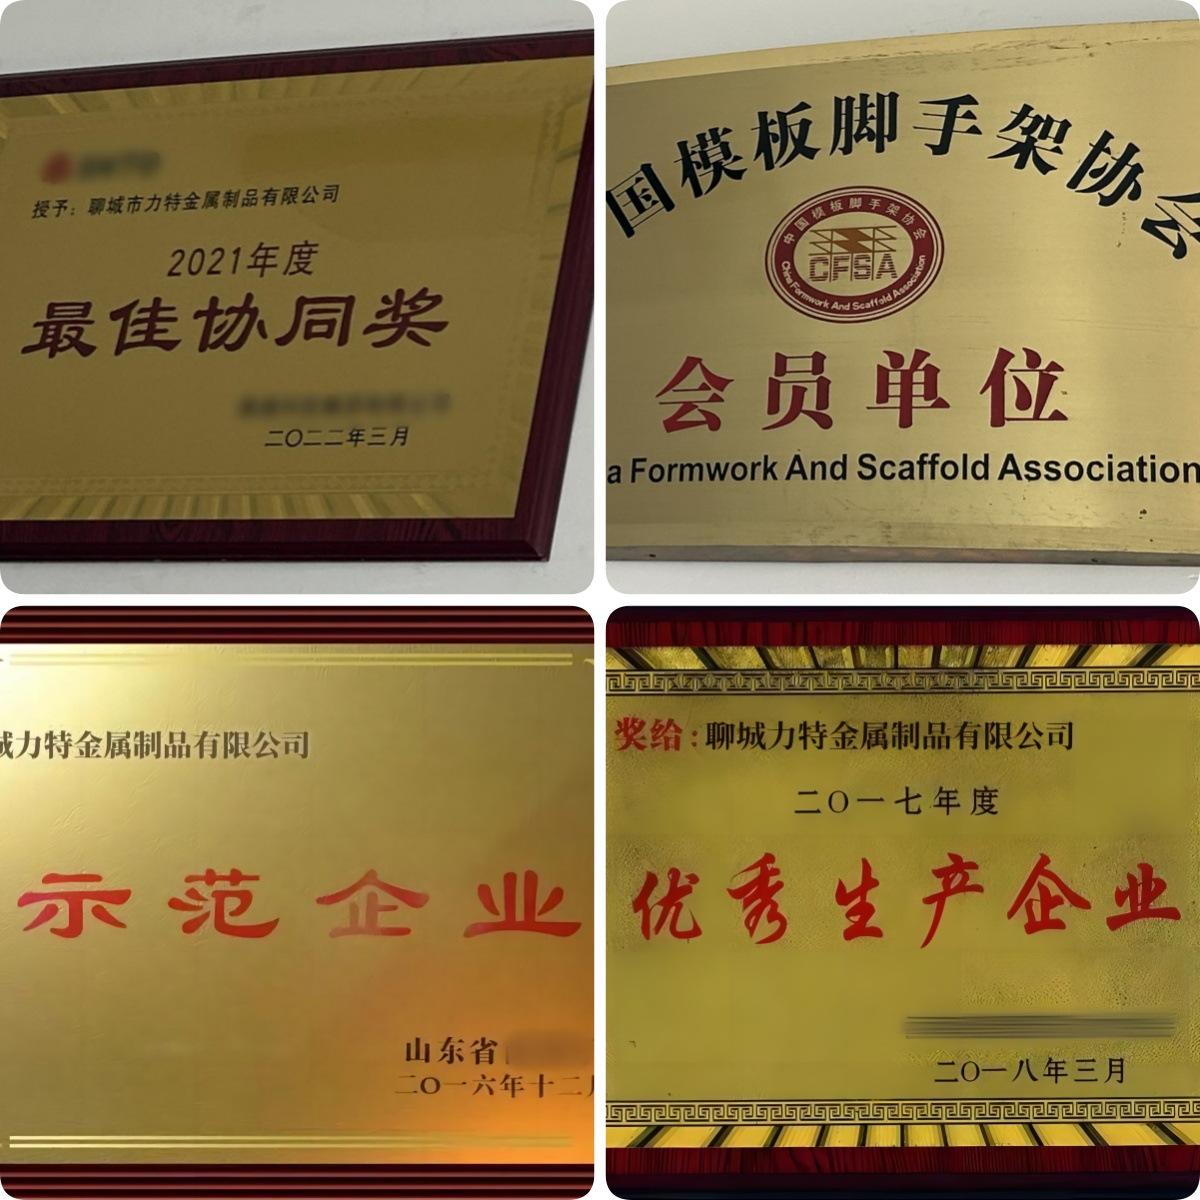 授予：聊城市力特金属制品有限公司
2021年度
最佳协同奖
二〇二二年三月
国模板脚手架协会
中国模板脚手架协会
CFSA
China Formwork And Scaffold Association
会员单位
a Formwork And Scaffold Association
城力特金属制品有限公司
示范企业
山东省
二〇一六年十二月
奖给：聊城力特金属制品有限公司
二〇一七年度
优秀生产企业
二〇一八年三月